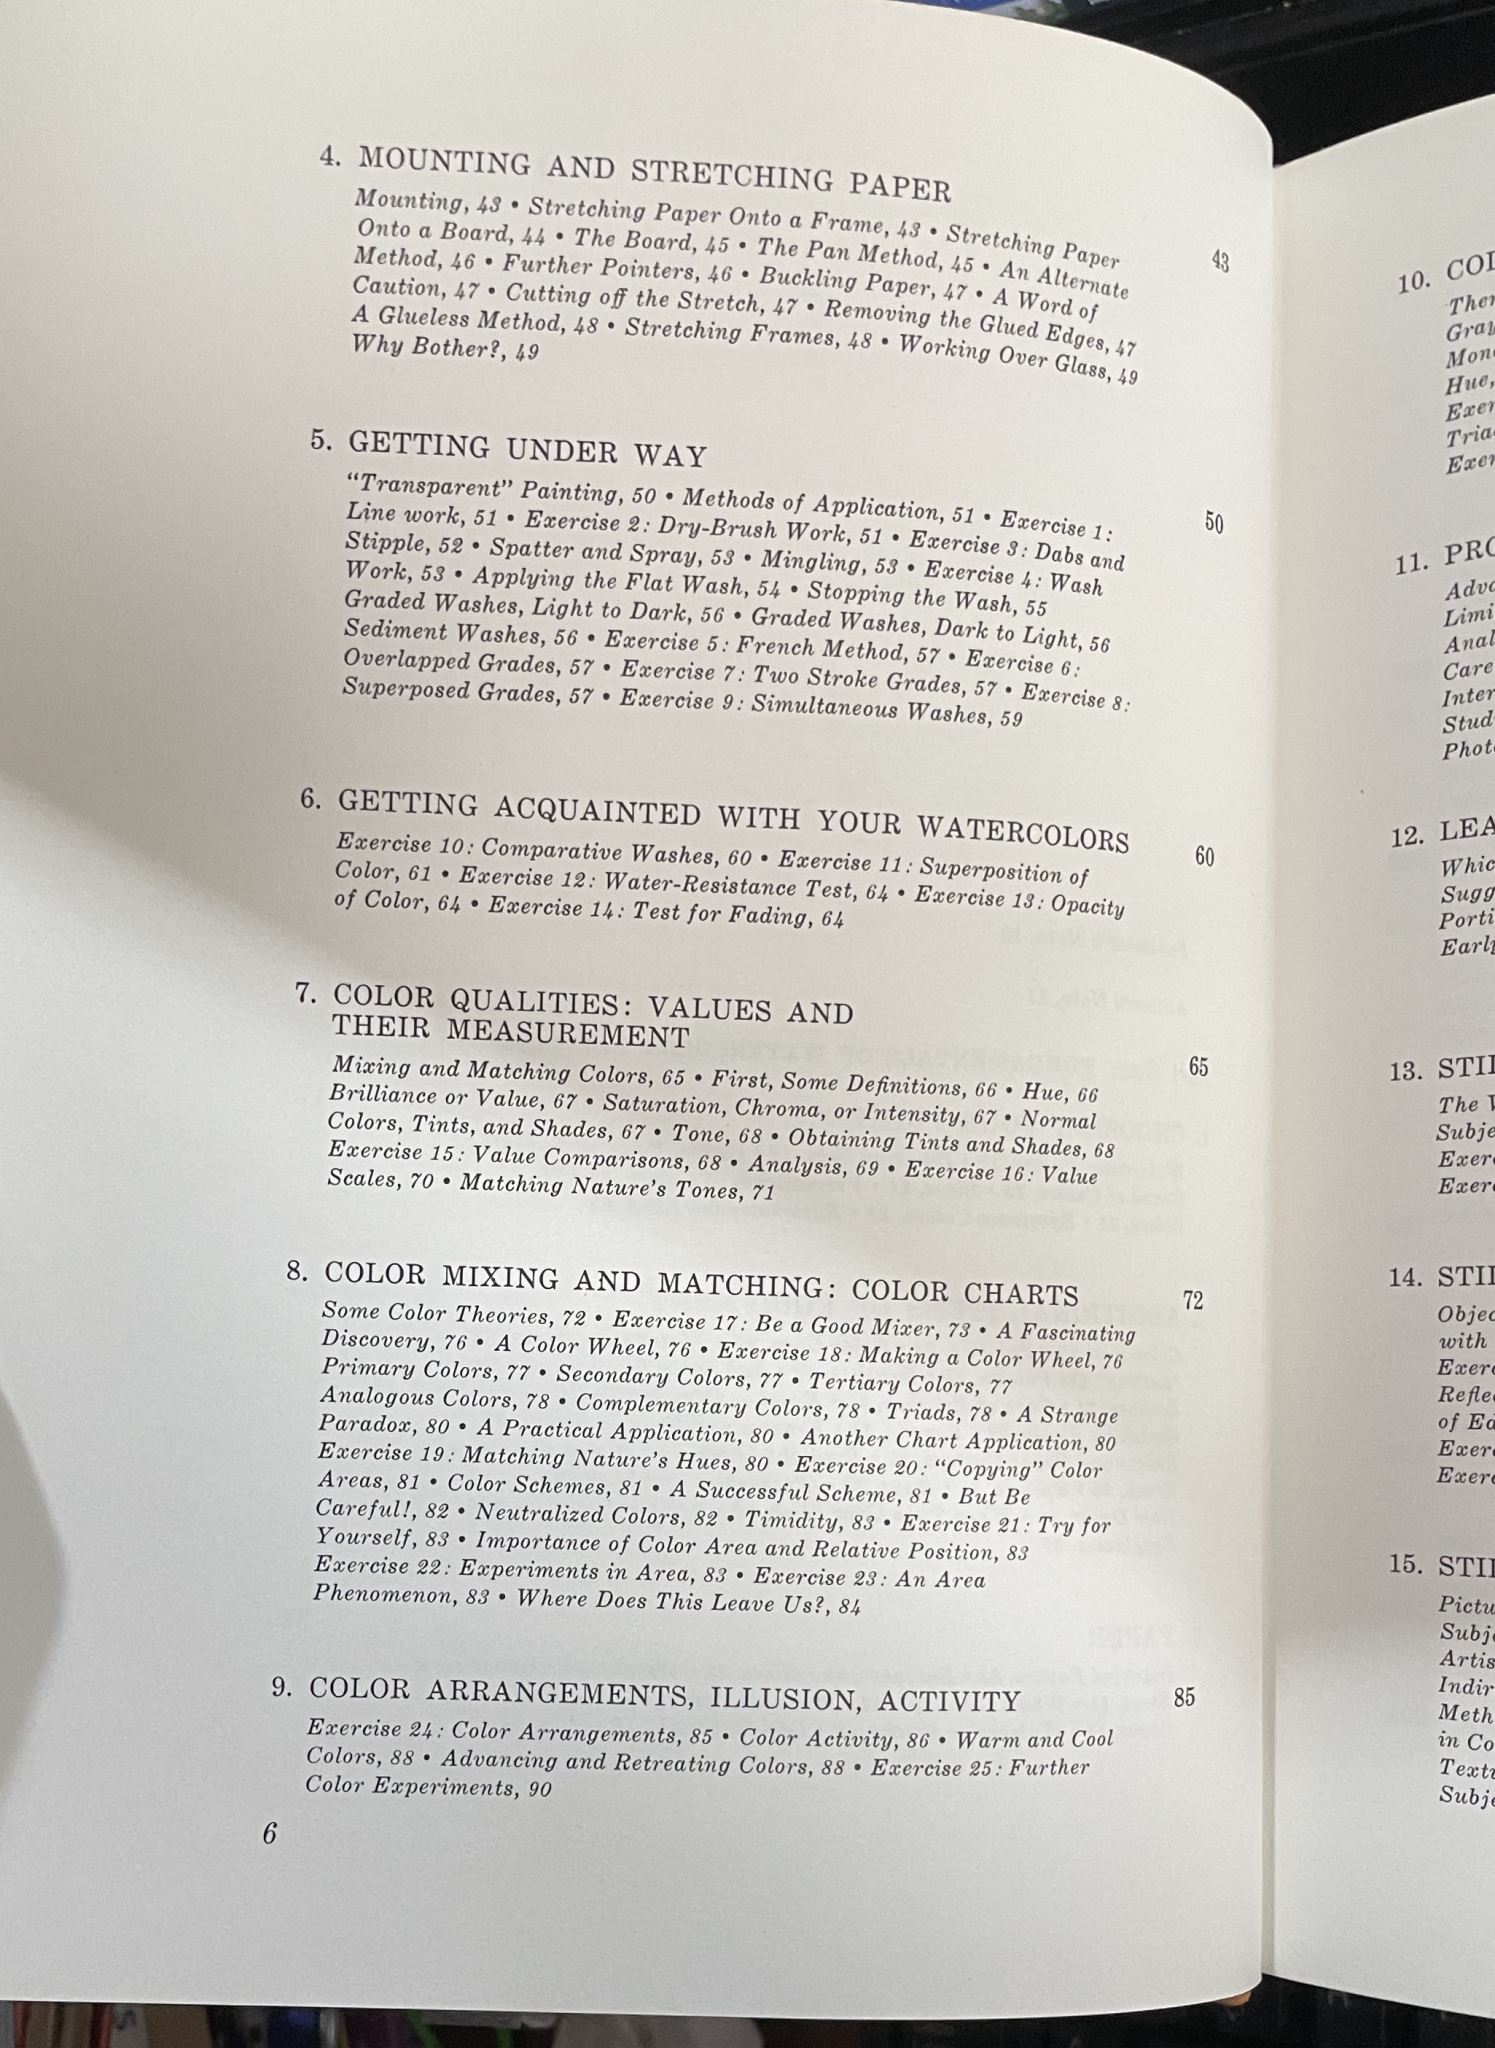 4. MOUNTING AND STRETCHING PAPER 43
Mounting, 43 • Stretching Paper Onto a Frame, 43 • Stretching Paper
Onto a Board, 44 • The Board, 45 • The Pan Method, 45 • An Alternate
Method, 46 • Further Pointers, 46 • Buckling Paper, 47 • A Word of
Caution, 47 • Cutting off the Stretch, 47 • Removing the Glued Edges, 47
A Glueless Method, 48 • Stretching Frames, 48 • Working Over Glass, 49
Why Bother?, 49
5. GETTING UNDER WAY 50
“Transparent” Painting, 50 • Methods of Application, 51 • Exercise 1:
Line work, 51 • Exercise 2: Dry-Brush Work, 51 • Exercise 3: Dabs and
Stipple, 52 • Spatter and Spray, 53 • Mingling, 53 • Exercise 4: Wash
Work, 53 • Applying the Flat Wash, 54 • Stopping the Wash, 55
Graded Washes, Light to Dark, 56 • Graded Washes, Dark to Light, 56
Sediment Washes, 56 • Exercise 5: French Method, 57 • Exercise 6:
Overlapped Grades, 57 • Exercise 7: Two Stroke Grades, 57 • Exercise 8:
Superposed Grades, 57 • Exercise 9: Simultaneous Washes, 59
6. GETTING ACQUAINTED WITH YOUR WATERCOLORS 60
Exercise 10: Comparative Washes, 60 • Exercise 11: Superposition of
Color, 61 • Exercise 12: Water-Resistance Test, 64 • Exercise 13: Opacity
of Color, 64 • Exercise 14: Test for Fading, 64
7. COLOR QUALITIES: VALUES AND
THEIR MEASUREMENT 65
Mixing and Matching Colors, 65 • First, Some Definitions, 66 • Hue, 66
Brilliance or Value, 67 • Saturation, Chroma, or Intensity, 67 • Normal
Colors, Tints, and Shades, 67 • Tone, 68 • Obtaining Tints and Shades, 68
Exercise 15: Value Comparisons, 68 • Analysis, 69 • Exercise 16: Value
Scales, 70 • Matching Nature's Tones, 71
8. COLOR MIXING AND MATCHING: COLOR CHARTS 72
Some Color Theories, 72 • Exercise 17: Be a Good Mixer, 73 • A Fascinating
Discovery, 76 • A Color Wheel, 76 • Exercise 18: Making a Color Wheel, 76
Primary Colors, 77 • Secondary Colors, 77 • Tertiary Colors, 77
Analogous Colors, 78 • Complementary Colors, 78 • Triads, 78 • A Strange
Paradox, 80 • A Practical Application, 80 • Another Chart Application, 80
Exercise 19: Matching Nature's Hues, 80 • Exercise 20: “Copying” Color
Areas, 81 • Color Schemes, 81 • A Successful Scheme, 81 • But Be
Careful!, 82 • Neutralized Colors, 82 • Timidity, 83 • Exercise 21: Try for
Yourself, 83 • Importance of Color Area and Relative Position, 83
Exercise 22: Experiments in Area, 83 • Exercise 23: An Area
Phenomenon, 83 • Where Does This Leave Us?, 84
9. COLOR ARRANGEMENTS, ILLUSION, ACTIVITY 85
Exercise 24: Color Arrangements, 85 • Color Activity, 86 • Warm and Cool
Colors, 88 • Advancing and Retreating Colors, 88 • Exercise 25: Further
Color Experiments, 90
6
10.
Hue,
11.
Care
12.
13.
The
14.
with
of
15.
in